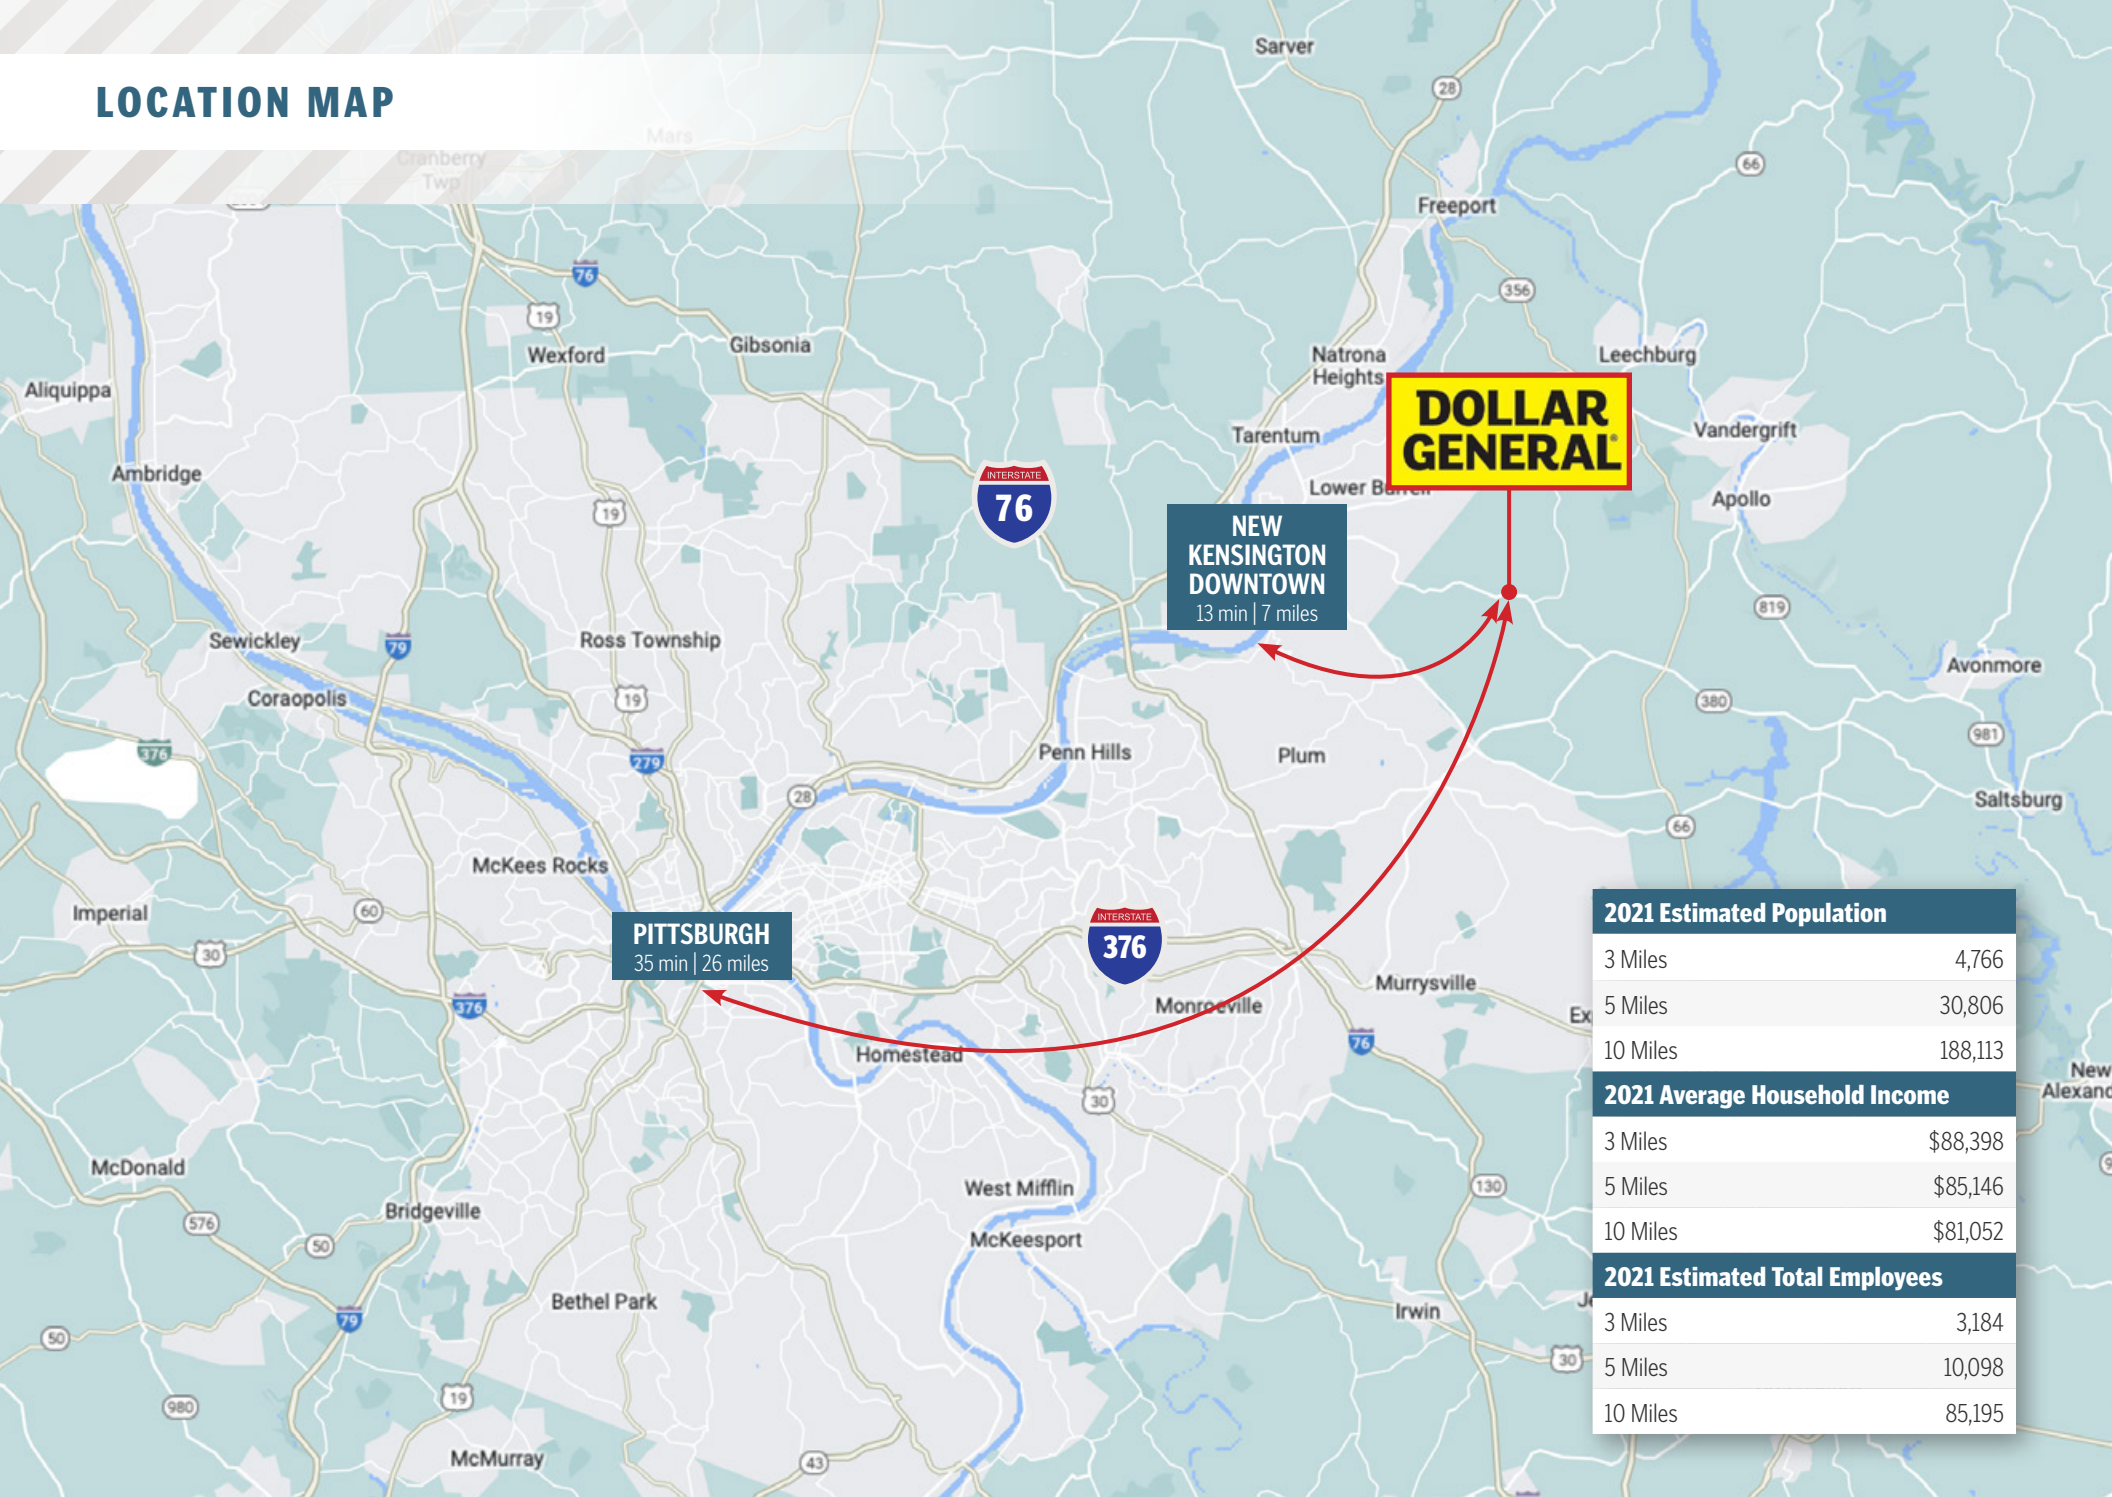 LOCATION MAP
Mars
Cranberry
Twp
Sarver
28
66
Freeport
76
356
19
Wexford
Gibsonia
Natrona
Heights
Leechburg
Aliquippa
DOLLAR
GENERAL
Tarentum
Vandergrift
Ambridge
INTERSTATE
76
Lower
Apollo
19
NEW
KENSINGTON
DOWNTOWN
13 min | 7 miles
819
Sewickley
79
Ross Township
Avonmore
Coraopolis
19
380
981
376
279
Penn Hills
Plum
28
Saltsburg
66
McKees Rocks
Imperial
60
30
PITTSBURGH
35 min | 26 miles
INTERSTATE
376
Murrysville
376
Monroeville
Ex
76
Homestead
30
New
Alexand
McDonald
West Mifflin
130
Bridgeville
576
50
McKeesport
Bethel Park
Irwin
Je
79
50
30
19
980
McMurray
43
2021 Estimated Population
3 Miles 4,766
5 Miles 30,806
10 Miles 188,113
2021 Average Household Income
3 Miles $88,398
5 Miles $85,146
10 Miles $81,052
2021 Estimated Total Employees
3 Miles 3,184
5 Miles 10,098
10 Miles 85,195